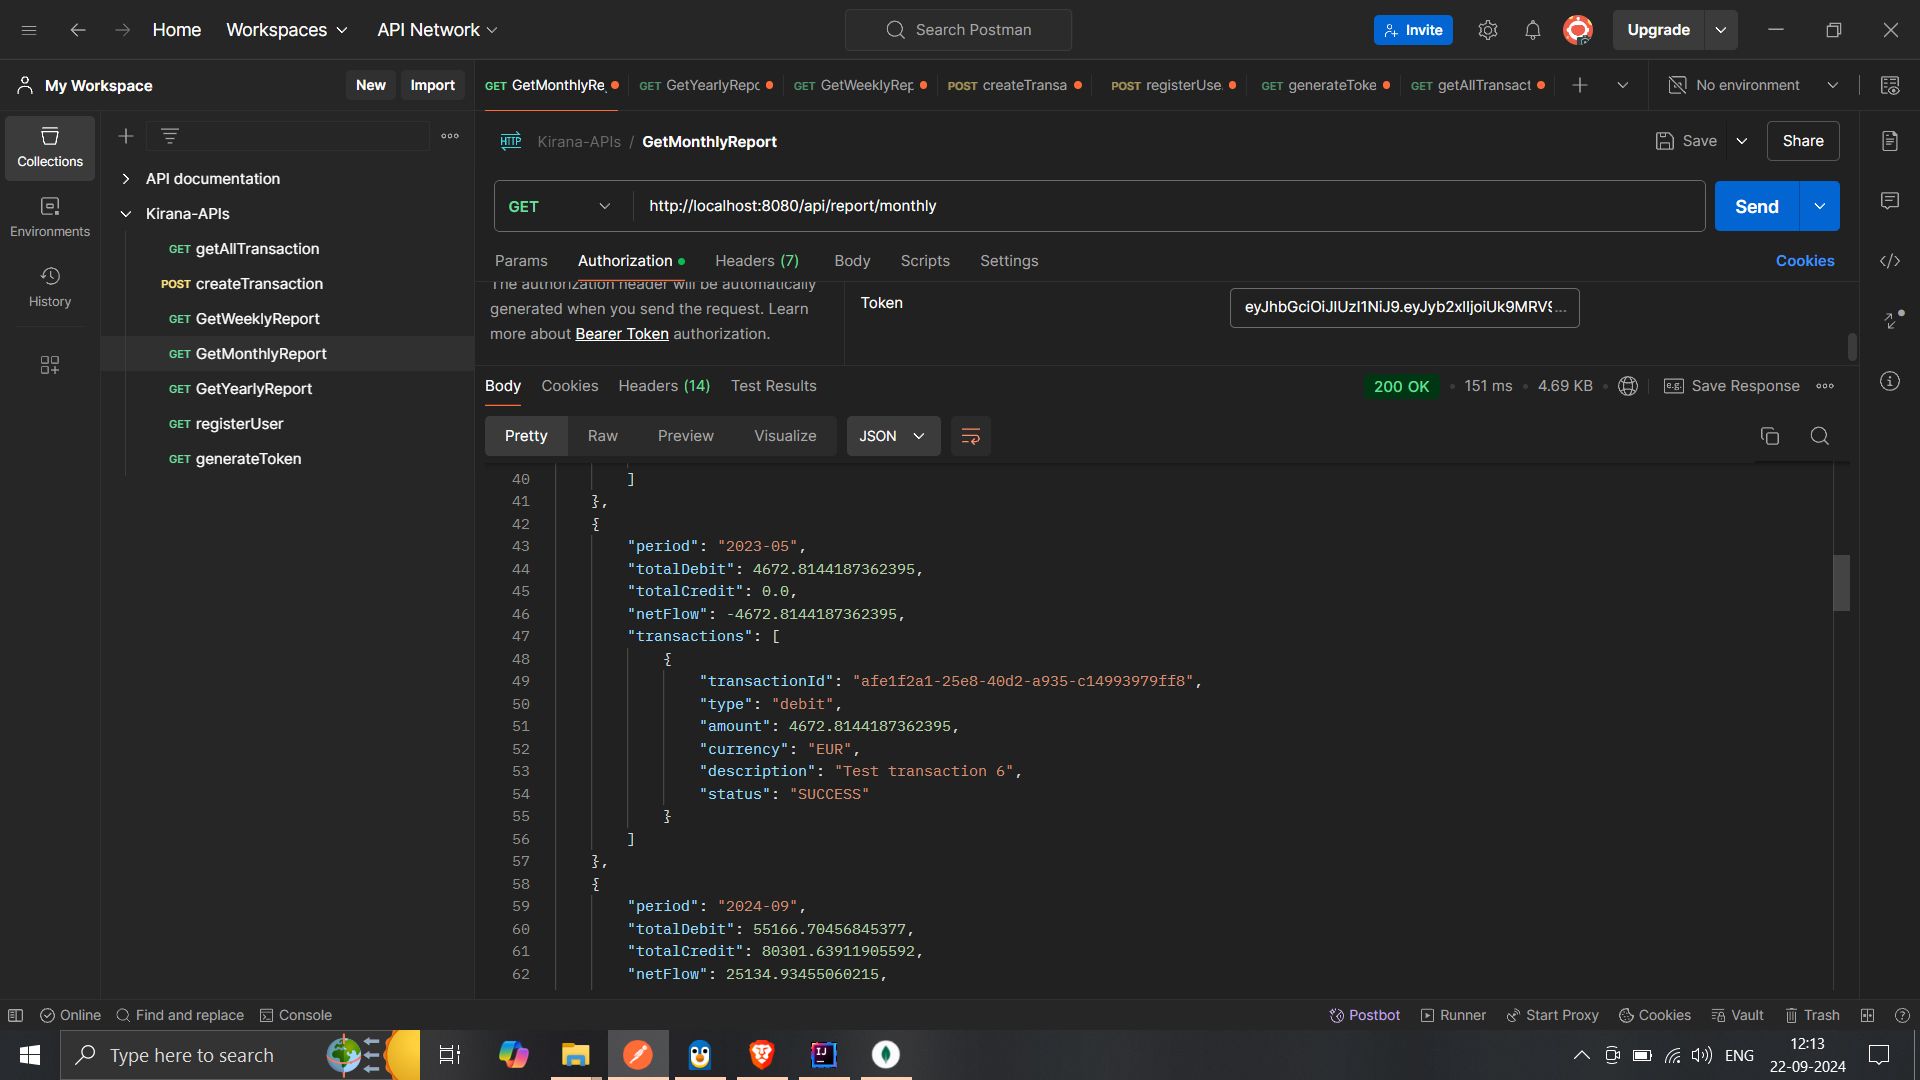 Home
Workspaces
API Network
Search Postman
Invite
Upgrade
My Workspace
New
Import
GET GetMonthlyRe
GET GetYearlyRepo
GET GetWeeklyRep
POST createTransa
POST registerUse
GET generateToke
GET getAllTransact
No environment
Collections
Environments
History
API documentation
Kirana-APIs
GET getAllTransaction
POST createTransaction
GET GetWeeklyReport
GET GetMonthlyReport
GET GetYearlyReport
GET registerUser
GET generateToken
HTTP Kirana-APIs / GetMonthlyReport
Save
Share
GET
http://localhost:8080/api/report/monthly
Send
Params
Authorization
Headers (7)
Body
Scripts
Settings
Cookies
The authorization header will be automatically
generated when you send the request. Learn
more about Bearer Token authorization.
Token
Body
Cookies
Headers (14)
Test Results
200 OK
151 ms
4.69 KB
e.g.
Save Response
Pretty
Raw
Preview
Visualize
JSON
40 ]
41 },
42 {
43 "period": "2023-05",
44 "totalDebit": 4672.8144187362395,
45 "totalCredit": 0.0,
46 "netFlow": -4672.8144187362395,
47 "transactions": [
48 {
49 "transactionId": "afe1f2a1-25e8-40d2-a935-c14993979ff8",
50 "type": "debit",
51 "amount": 4672.8144187362395,
52 "currency": "EUR",
53 "description": "Test transaction 6",
54 "status": "SUCCESS"
55 }
56 ]
57 },
58 {
59 "period": "2024-09",
60 "totalDebit": 55166.70456845377,
61 "totalCredit": 80301.63911905592,
62 "netFlow": 25134.93455060215,
Online
Find and replace
Console
Postbot
Runner
Start Proxy
Cookies
Vault
Trash
Type here to search
IJ
ENG
12:13
22-09-2024